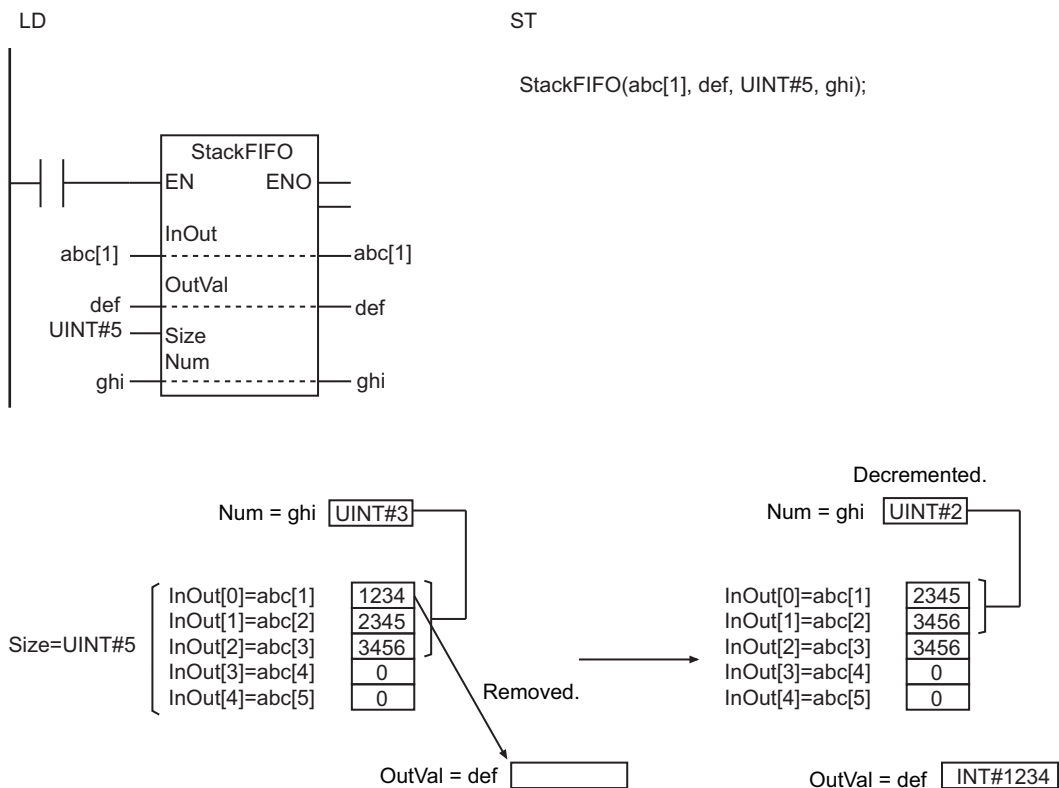 LD
ST
StackFIFO(abc[1], def, UINT#5, ghi);
StackFIFO
EN ENO
InOut
abc[1] abc[1]
OutVal
def def
UINT#5 Size
Num
ghi ghi
Decremented.
Num = ghi UINT#3
Num = ghi UINT#2
Size=UINT#5
InOut[0]=abc[1] 1234
InOut[1]=abc[2] 2345
InOut[2]=abc[3] 3456
InOut[3]=abc[4] 0
InOut[4]=abc[5] 0
Removed.
OutVal = def
InOut[0]=abc[1] 2345
InOut[1]=abc[2] 3456
InOut[2]=abc[3] 3456
InOut[3]=abc[4] 0
InOut[4]=abc[5] 0
OutVal = def INT#1234